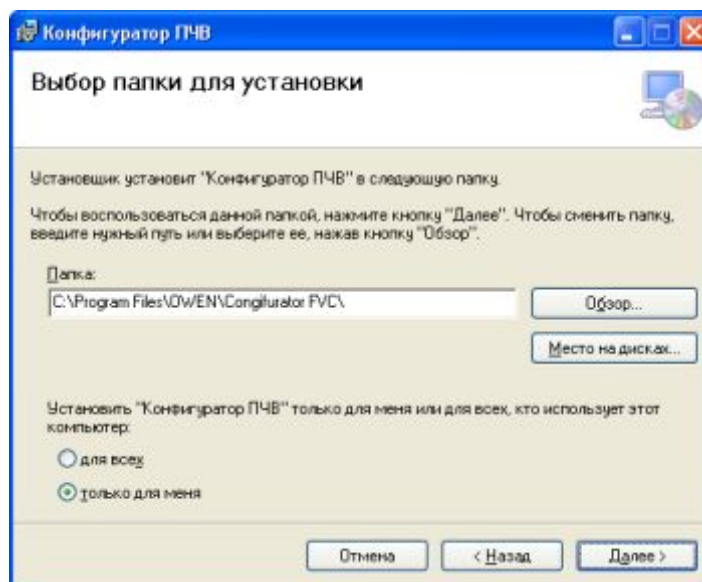 Конфигуратор ПЧВ
Выбор папки для установки
Установщик установит "Конфигуратор ПЧВ" в следующую папку.
Чтобы воспользоваться данной папкой, нажмите кнопку "Далее". Чтобы сменить папку,
введите нужный путь или выберите ее, нажав кнопку "Обзор".
Папка:
C:\Program Files\OWEN\Congifurator FVC\
Обзор...
Место на дисках...
Установить "Конфигуратор ПЧВ" только для меня или для всех, кто использует этот
компьютер:
для всех
только для меня
Отмена
< Назад
Далее >